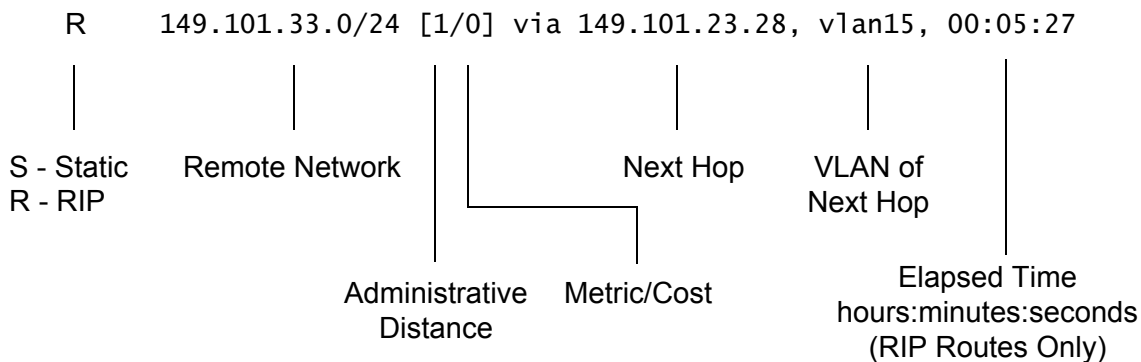 R 149.101.33.0/24 [1/0] via 149.101.23.28, vlan15, 00:05:27
S - Static
R - RIP
Remote Network
Next Hop
VLAN of
Next Hop
Administrative
Distance
Metric/Cost
Elapsed Time
hours:minutes:seconds
(RIP Routes Only)